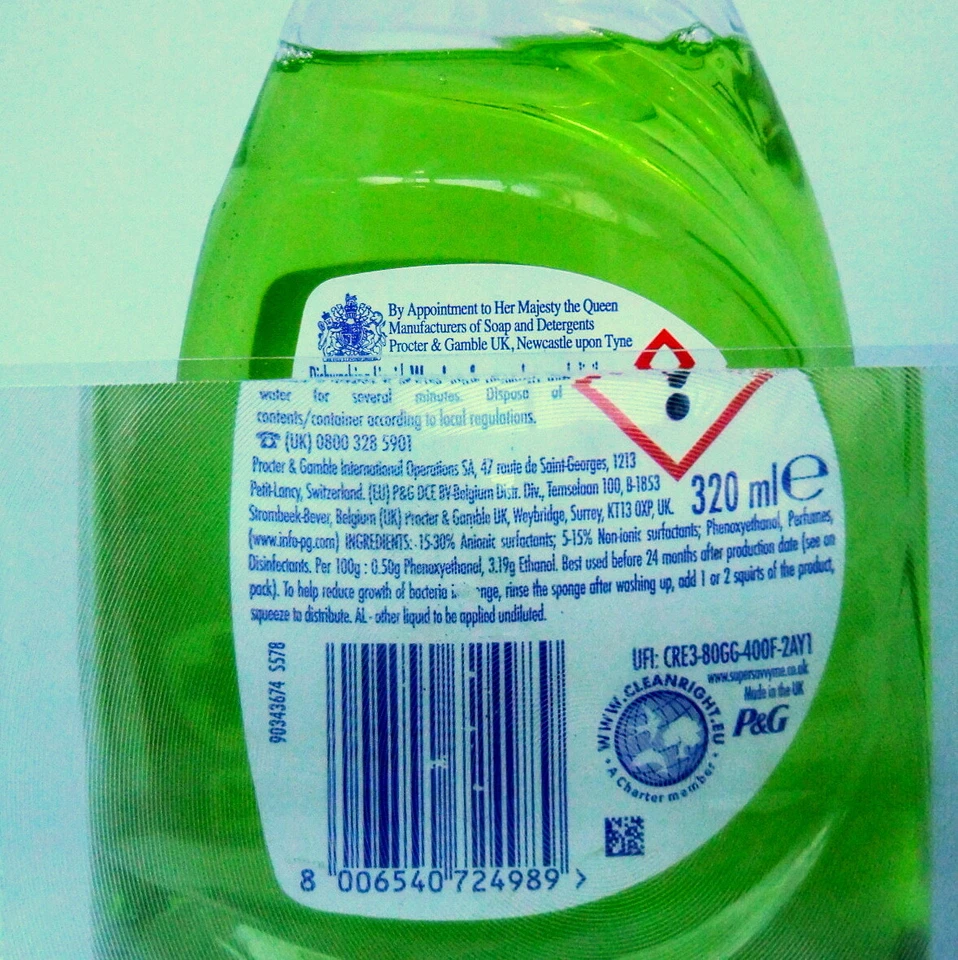 By Appointment to Her Majesty the Queen
Manufacturers of Soap and Detergents
Procter & Gamble UK, Newcastle upon Tyne
Dishwashing Liquid
water for several minutes. Dispose of
contents/container according to local regulations.
☎ (UK) 0800 328 5901
Procter & Gamble International Operations SA, 47 route de Saint-Georges, 1213
Petit-Lancy, Switzerland. (EU) P&G DCE BV-Belgium Distr. Div., Temselaan 100, B-1853
Strombeek-Bever, Belgium (UK) Procter & Gamble UK, Weybridge, Surrey, KT13 0XP, UK.
320 ml e
(www.info-pg.com) INGREDIENTS: 15-30% Anionic surfactants; 5-15% Non-Ionic surfactants; Phenoxyethanol, Perfumes,
Disinfectants. Per 100g : 0.50g Phenoxyethanol, 3.19g Ethanol. Best used before 24 months after production date (see on
pack). To help reduce growth of bacteria rinse the sponge after washing up, add 1 or 2 squirts of the product,
squeeze to distribute. AL - other liquid to be applied undiluted.
90343674 S578
UFI: CRE3-80GG-400F-2AY1
www.supersavvyme.co.uk
Made in the UK
P&G
WWW.CLEANRIGHT.EU
• A Charter member •
8 006540 724989 >